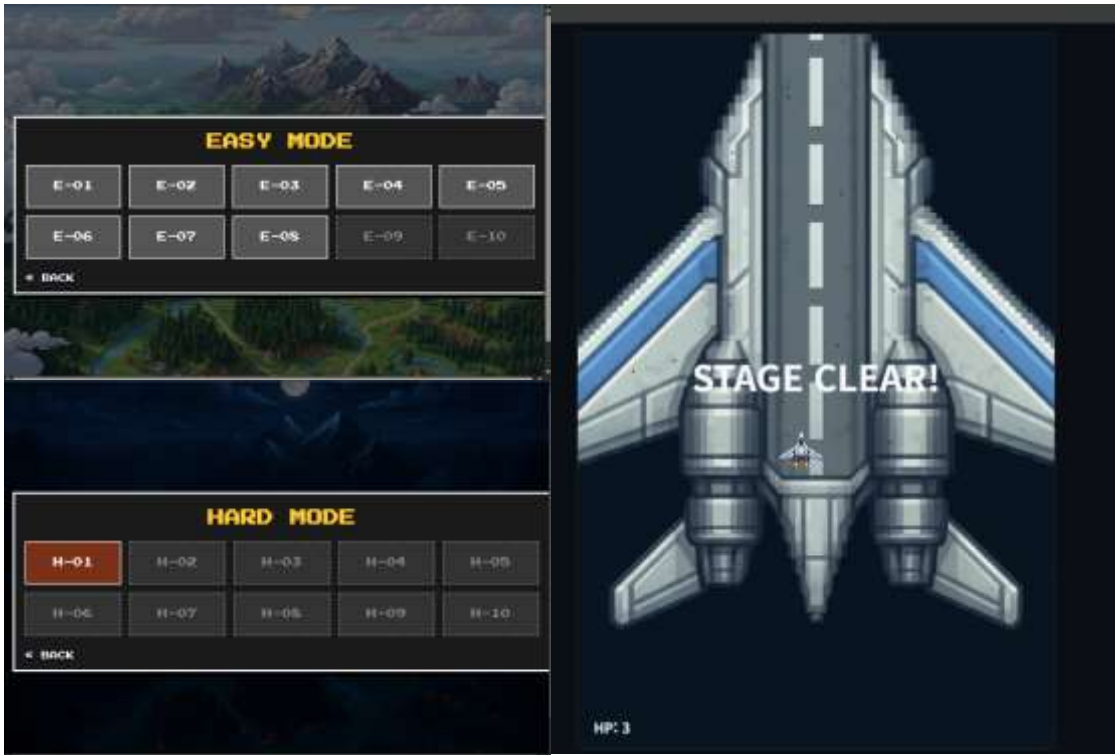 EASY MODE
E-01 E-02 E-03 E-04 E-05
E-06 E-07 E-08 E-09 E-10
« BACK
HARD MODE
H-01 H-02 H-03 H-04 H-05
H-06 H-07 H-08 H-09 H-10
« BACK
STAGE CLEAR!
HP: 3